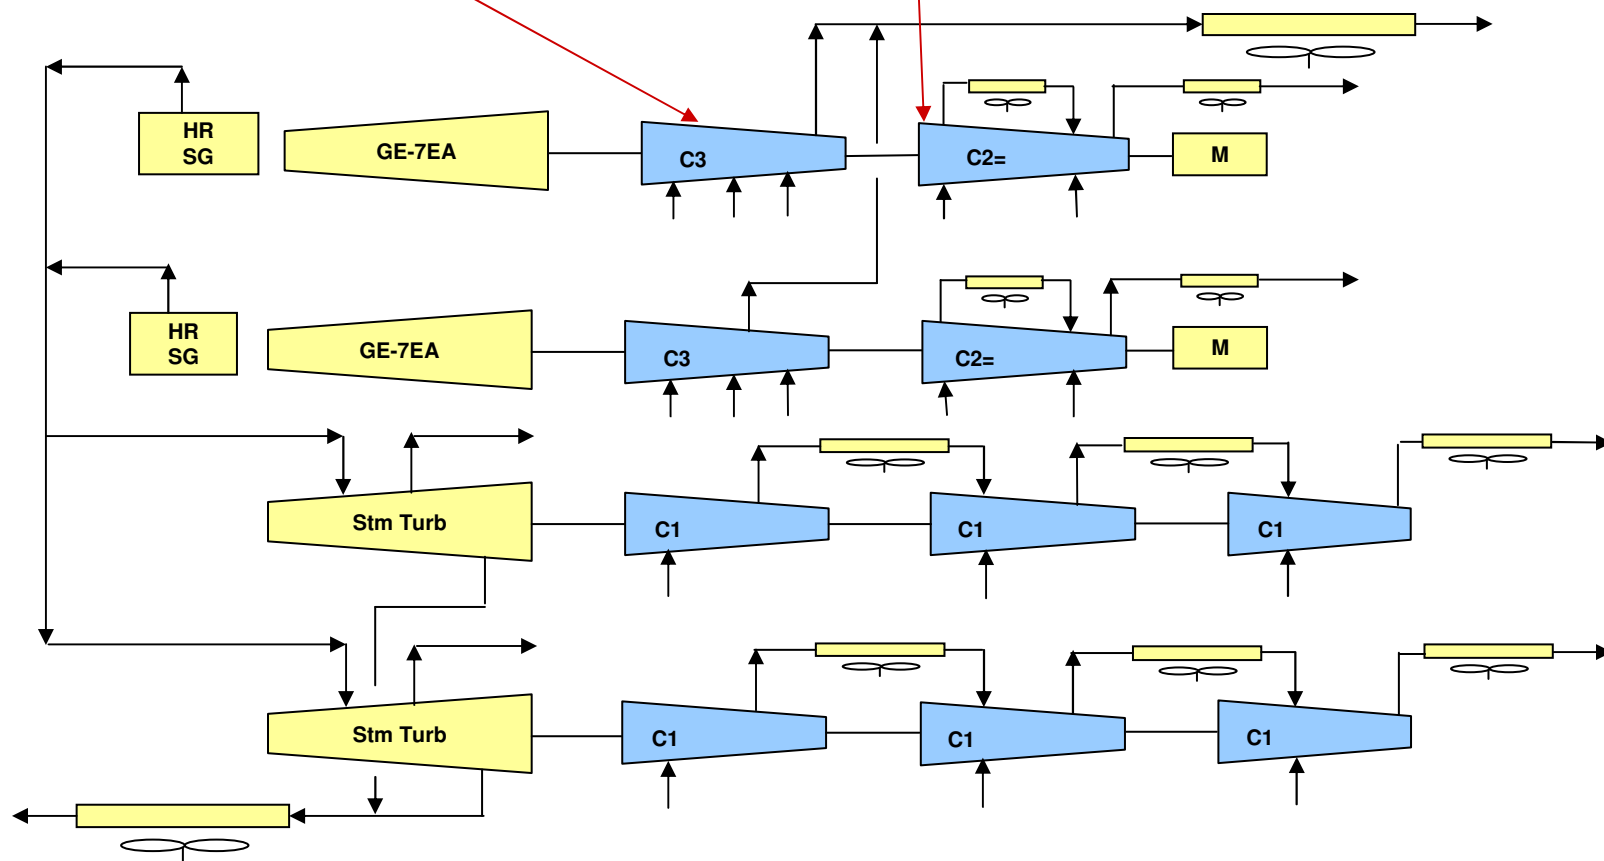 HR
SG
GE-7EA
C3
C2=
M
HR
SG
GE-7EA
C3
C2=
M
Stm Turb
C1
C1
C1
Stm Turb
C1
C1
C1